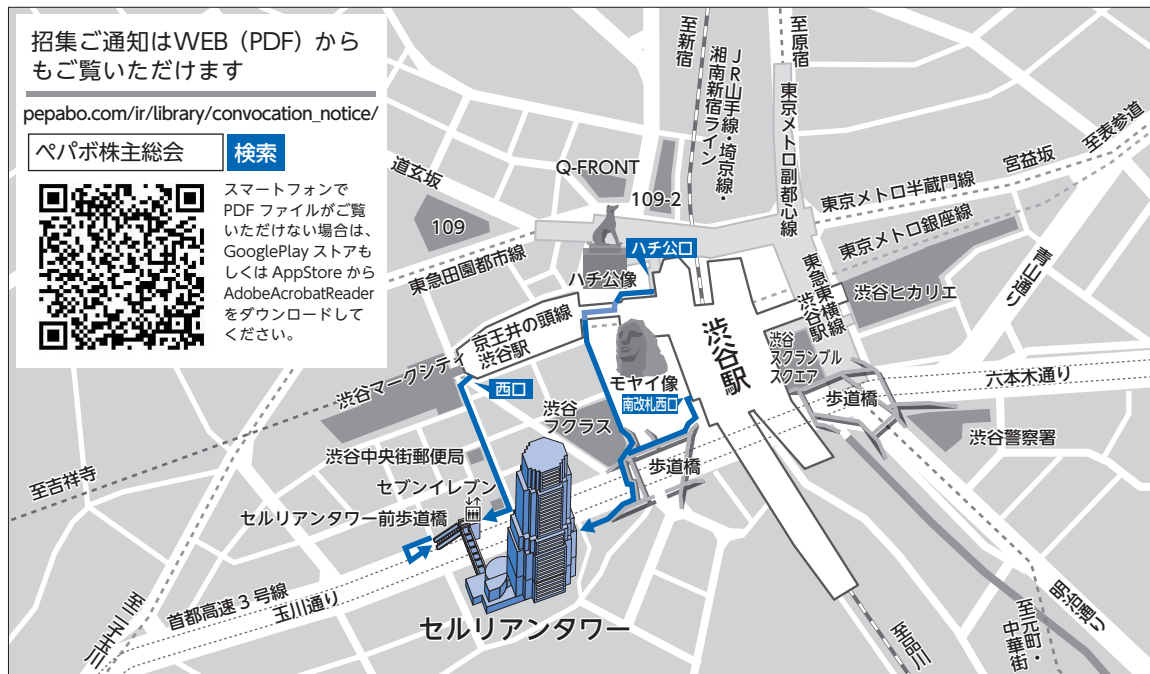 招集ご通知はWEB（PDF）から
もご覧いただけます
pepabo.com/ir/library/convocation_notice/
ペパボ株主総会
検索
スマートフォンで
PDF ファイルがご覧
いただけない場合は、
GooglePlay ストアも
しくは AppStore から
AdobeAcrobatReader
をダウンロードして
ください。
至新宿
JR山手線・埼京線・
湘南新宿ライン
至原宿
東京メトロ副都心線
至表参道
宮益坂
東京メトロ半蔵門線
東京メトロ銀座線
青山通り
道玄坂
Q-FRONT
109-2
109
ハチ公口
ハチ公像
東急田園都市線
東急東横線
渋谷駅
渋谷ヒカリエ
京王井の頭線
渋谷駅
渋谷マークシティ
西口
モヤイ像
南改札西口
渋谷駅
渋谷
スクランブル
スクエア
六本木通り
歩道橋
渋谷警察署
渋谷
フクラス
歩道橋
渋谷中央街郵便局
セブンイレブン
セルリアンタワー前歩道橋
至吉祥寺
首都高速3号線
玉川通り
至二子玉川
セルリアンタワー
至品川
至元町・
中華街
明治通り